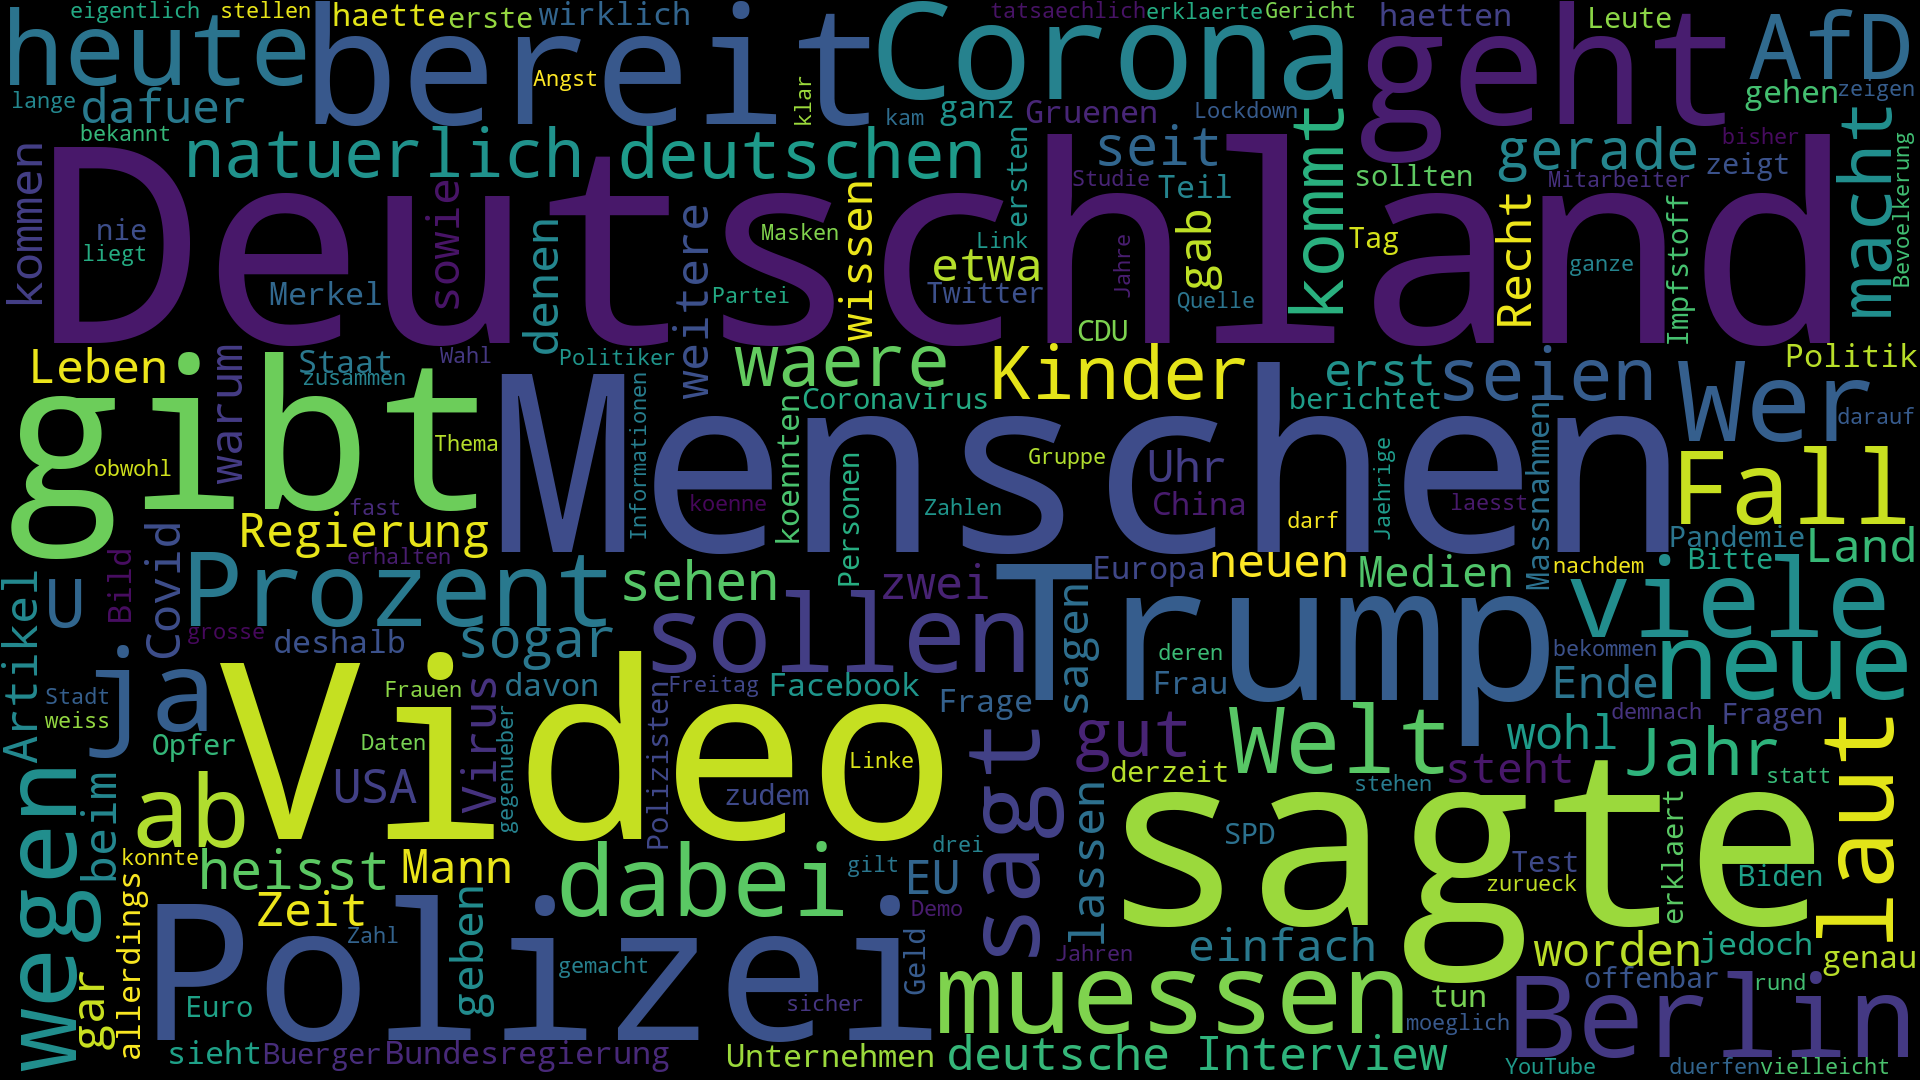 eigentlich stellen haette erste wirklich tatsaechlich erklaerte Gericht haetten Leute
heute bereit Corona geht AfD
Angst klar gehen zeigen
lange dafuer kam ganz Gruenen Lockdown
bekannt natuerlich deutschen ersten seit kommt gerade bisher zeigt macht Bevoelkerung
Studie Teil sollten Mitarbeiter
Deutschland
kommen nie liegt sowie denen weitere Masken wissen etwa Link Jahre gab Tag Recht ganze Impfstoff
Merkel Partei Twitter Quelle
CDU
Leben Staat Wahl Politiker waere Kinder erst seien Wer Politik
zusammen warum Informationen Coronavirus berichtet darauf
gibt Menschen
Thema koennten Gruppe Uhr Jaehrige Massnahmen Fall
obwohl Personen
fast koenne Zahlen China darf laesst
Regierung Pandemie Land
erhalten Europa neuen Medien nachdem Bitte
Artikel U Bild Covid Prozent sehen zwei Trump viele
grosse deshalb sogar sollen sagen deren bekommen neue
ja Video
Stadt Frauen Virus davon Polizisten Freitag Facebook Frage Frau Ende
weiss gegenueber demnach Fragen
Opfer Daten Linke sagt gut Welt wohl Jahr laut
wegen beim ab USA zudem derzeit steht statt
lassen stehen sagte
konnte heisst Mann dabei gilt drei EU SPD Test erklaert Biden
zurueck
allerdings Zeit geben Demo
Polizei Zahl Geld Jahren einfach worden jedoch
gar gemacht offenbar genau
Euro sicher muessen tun Berlin rund
moeglich
sieht Buerger Bundesregierung Unternehmen deutsche Interview YouTube duerfen vielleicht